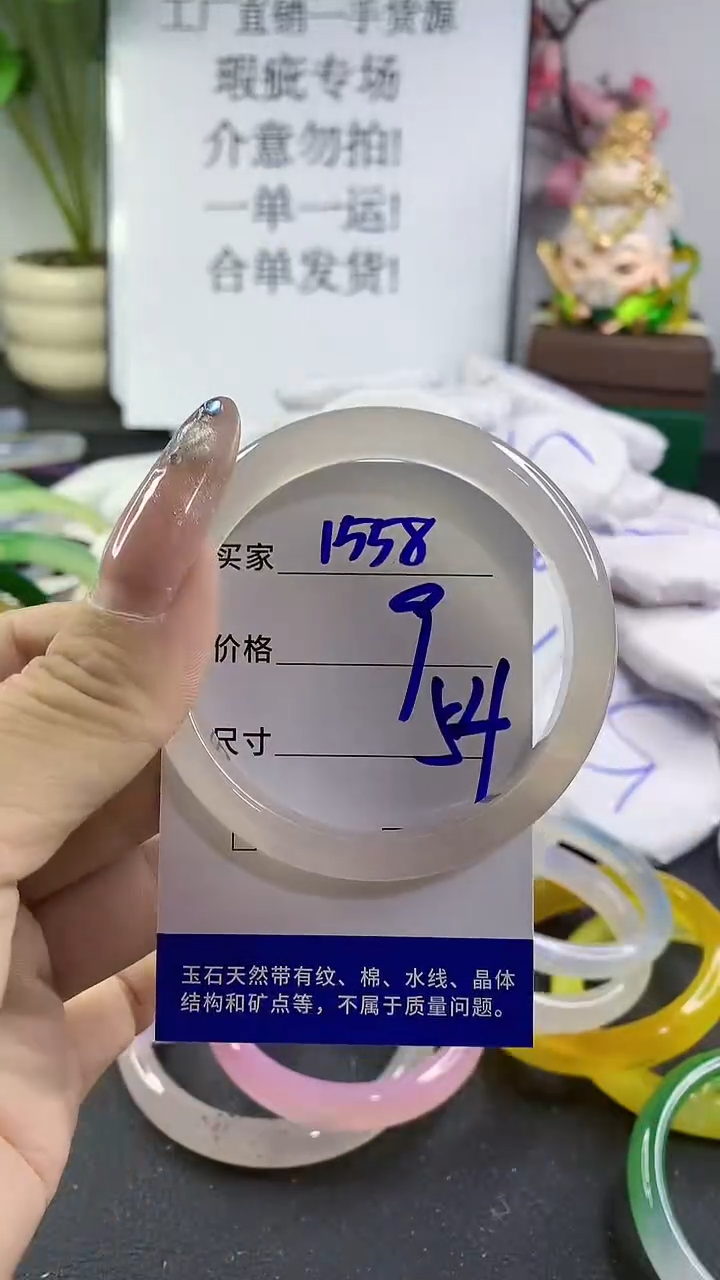 工厂直销一手货源
瑕疵专场
介意勿拍!
一单一运!
合单发货!
买家 1558
价格 9
尺寸 54
玉石天然带有纹、棉、水线、晶体
结构和矿点等，不属于质量问题。